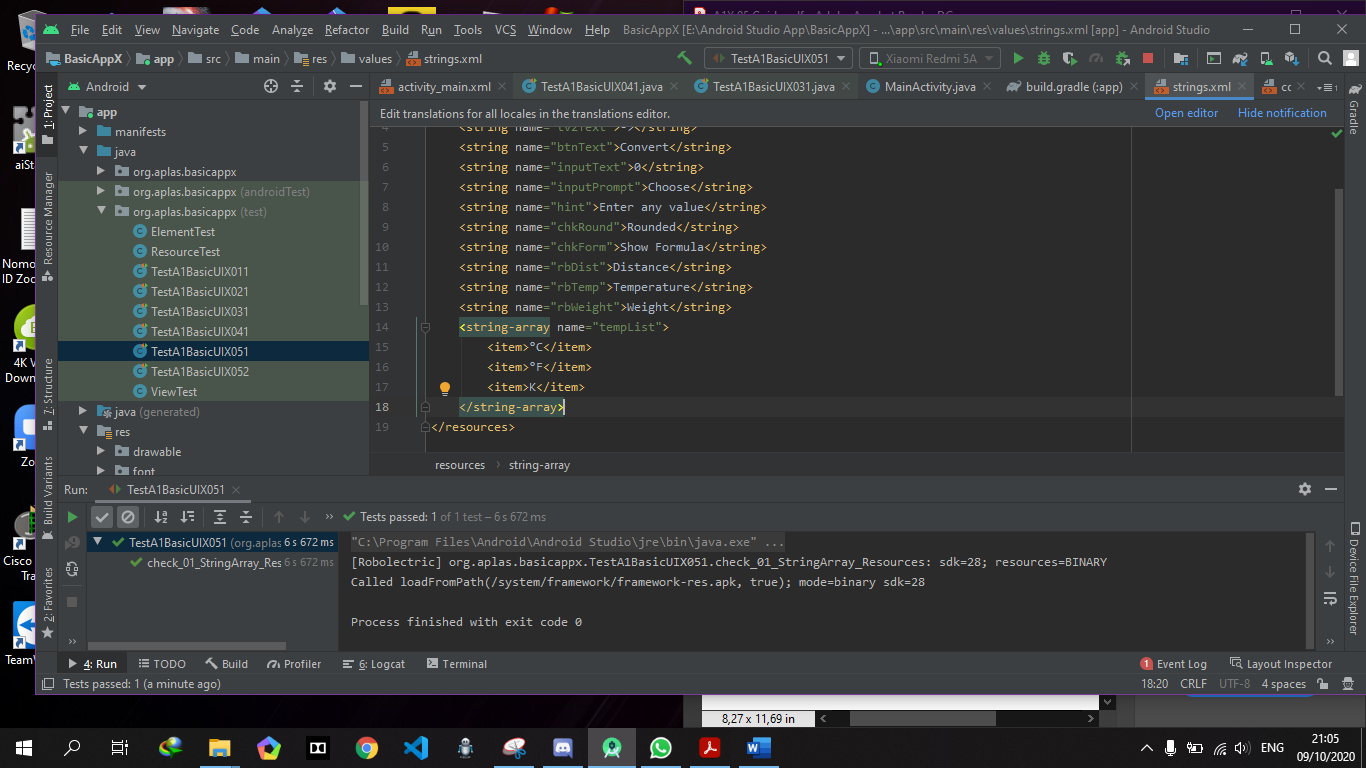 File Edit View Navigate Code Analyze Refactor Build Run Tools VCS Window Help BasicAppX [E:\Android Studio App\BasicAppX] - ...\app\src\main\res\values\strings.xml [app] - Android Studio
BasicAppX app src main res values strings.xml TestA1BasicUIX051 Xiaomi Redmi 5A
Android
activity_main.xml TestA1BasicUIX041.java TestA1BasicUIX031.java MainActivity.java build.gradle (:app) strings.xml
Edit translations for all locales in the translations editor. Open editor Hide notification
1: Project
Resource Manager
7: Structure
Build Variants
2: Favorites
app
manifests
java
org.aplas.basicappx
org.aplas.basicappx (androidTest)
org.aplas.basicappx (test)
ElementTest
ResourceTest
TestA1BasicUIX011
TestA1BasicUIX021
TestA1BasicUIX031
TestA1BasicUIX041
TestA1BasicUIX051
TestA1BasicUIX052
ViewTest
java (generated)
res
drawable
font
4 <string name="tv2Text">-></string>
5 <string name="btnText">Convert</string>
6 <string name="inputText">0</string>
7 <string name="inputPrompt">Choose</string>
8 <string name="hint">Enter any value</string>
9 <string name="chkRound">Rounded</string>
10 <string name="chkForm">Show Formula</string>
11 <string name="rbDist">Distance</string>
12 <string name="rbTemp">Temperature</string>
13 <string name="rbWeight">Weight</string>
14 <string-array name="tempList">
15 <item>°C</item>
16 <item>°F</item>
17 <item>K</item>
18 </string-array>
19 </resources>
resources › string-array
Gradle
Device File Explorer
Run: TestA1BasicUIX051
Tests passed: 1 of 1 test – 6 s 672 ms
TestA1BasicUIX051 (org.aplas 6 s 672 ms
check_01_StringArray_Res 6 s 672 ms
"C:\Program Files\Android\Android Studio\jre\bin\java.exe" ...
[Robolectric] org.aplas.basicappx.TestA1BasicUIX051.check_01_StringArray_Resources: sdk=28; resources=BINARY
Called loadFromPath(/system/framework/framework-res.apk, true); mode=binary sdk=28
Process finished with exit code 0
4: Run TODO Build Profiler 6: Logcat Terminal 1 Event Log Layout Inspector
Tests passed: 1 (a minute ago) 18:20 CRLF UTF-8 4 spaces
8,27 x 11,69 in
ENG
21:05
09/10/2020